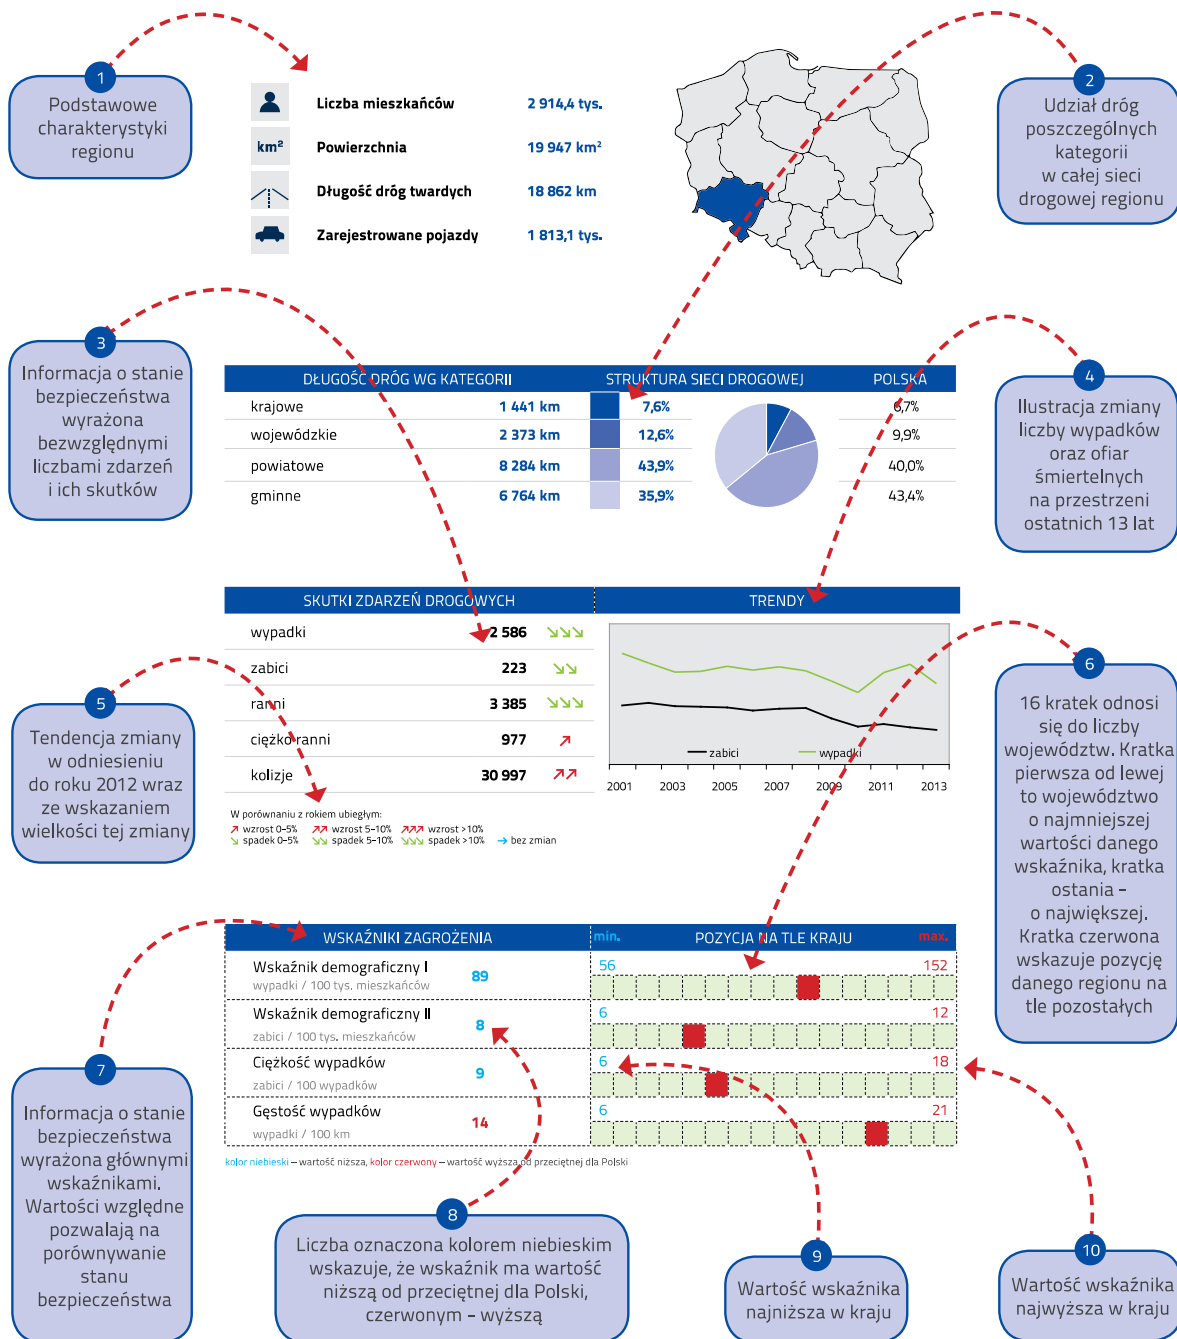 1
Podstawowe
charakterystyki
regionu
Liczba mieszkańców 2 914,4 tys.
km² Powierzchnia 19 947 km²
Długość dróg twardych 18 862 km
Zarejestrowane pojazdy 1 813,1 tys.
2
Udział dróg
poszczególnych
kategorii
w całej sieci
drogowej regionu
3
Informacja o stanie
bezpieczeństwa
wyrażona
bezwzględnymi
liczbami zdarzeń
i ich skutków
DŁUGOŚĆ DRÓG WG KATEGORII STRUKTURA SIECI DROGOWEJ POLSKA
krajowe 1 441 km 7,6% 6,7%
wojewódzkie 2 373 km 12,6% 9,9%
powiatowe 8 284 km 43,9% 40,0%
gminne 6 764 km 35,9% 43,4%
4
Ilustracja zmiany
liczby wypadków
oraz ofiar
śmiertelnych
na przestrzeni
ostatnich 13 lat
SKUTKI ZDARZEŃ DROGOWYCH TRENDY
wypadki 2 586 ↘↘↘
zabici 223 ↘↘
ranni 3 385 ↘↘↘
ciężko ranni 977 ↗
kolizje 30 997 ↗↗
zabici wypadki
2001 2003 2005 2007 2009 2011 2013
W porównaniu z rokiem ubiegłym:
↗ wzrost 0–5% ↗↗ wzrost 5–10% ↗↗↗ wzrost >10%
↘ spadek 0–5% ↘↘ spadek 5–10% ↘↘↘ spadek >10% → bez zmian
5
Tendencja zmiany
w odniesieniu
do roku 2012 wraz
ze wskazaniem
wielkości tej zmiany
6
16 kratek odnosi
się do liczby
województw. Kratka
pierwsza od lewej
to województwo
o najmniejszej
wartości danego
wskaźnika, kratka
ostania –
o największej.
Kratka czerwona
wskazuje pozycję
danego regionu na
tle pozostałych
WSKAŹNIKI ZAGROŻENIA min. POZYCJA NA TLE KRAJU max.
Wskaźnik demograficzny I 89 56 152
wypadki / 100 tys. mieszkańców
Wskaźnik demograficzny II 8 6 12
zabici / 100 tys. mieszkańców
Ciężkość wypadków 9 6 18
zabici / 100 wypadków
Gęstość wypadków 14 6 21
wypadki / 100 km
kolor niebieski – wartość niższa, kolor czerwony – wartość wyższa od przeciętnej dla Polski
7
Informacja o stanie
bezpieczeństwa
wyrażona głównymi
wskaźnikami.
Wartości względne
pozwalają na
porównywanie
stanu
bezpieczeństwa
8
Liczba oznaczona kolorem niebieskim
wskazuje, że wskaźnik ma wartość
niższą od przeciętnej dla Polski,
czerwonym – wyższą
9
Wartość wskaźnika
najniższa w kraju
10
Wartość wskaźnika
najwyższa w kraju